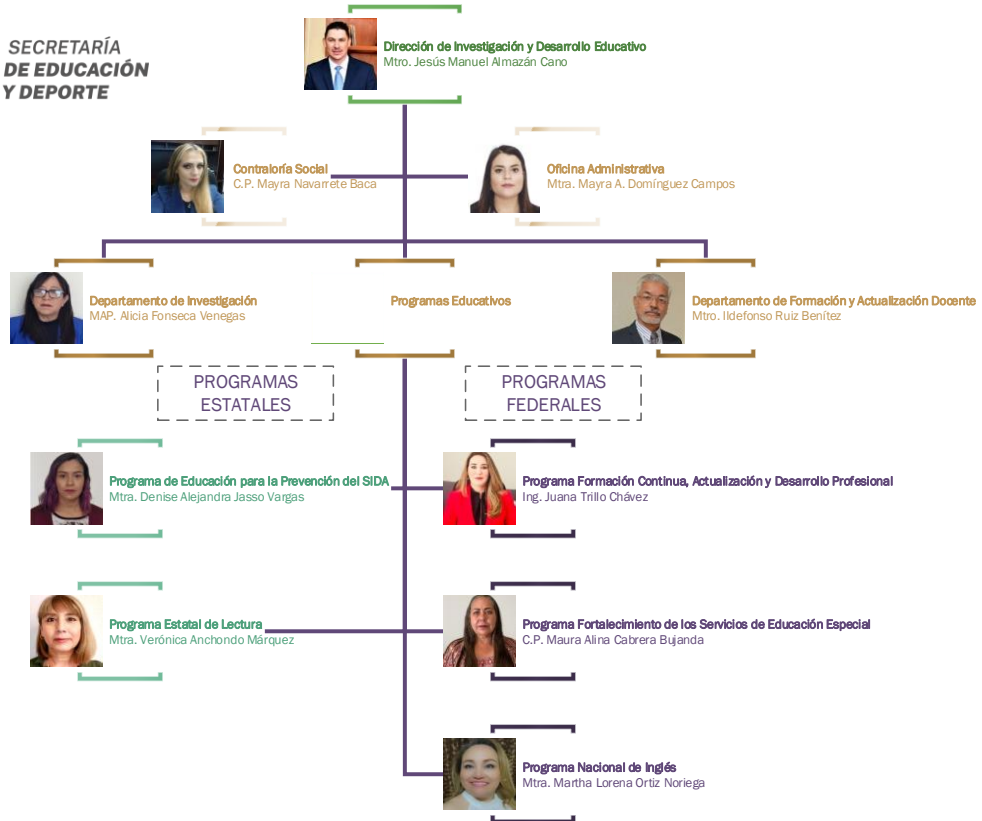 SECRETARÍA
DE EDUCACIÓN
Y DEPORTE
Dirección de Investigación y Desarrollo Educativo
Mtro. Jesús Manuel Almazán Cano
Contraloría Social
C.P. Mayra Navarrete Baca
Oficina Administrativa
Mtra. Mayra A. Domínguez Campos
Departamento de Investigación
MAP. Alicia Fonseca Venegas
Programas Educativos
Departamento de Formación y Actualización Docente
Mtro. Ildefonso Ruiz Benítez
PROGRAMAS
ESTATALES
PROGRAMAS
FEDERALES
Programa de Educación para la Prevención del SIDA
Mtra. Denise Alejandra Jasso Vargas
Programa Formación Continua, Actualización y Desarrollo Profesional
Ing. Juana Trillo Chávez
Programa Estatal de Lectura
Mtra. Verónica Anchondo Márquez
Programa Fortalecimiento de los Servicios de Educación Especial
C.P. Maura Alina Cabrera Bujanda
Programa Nacional de Inglés
Mtra. Martha Lorena Ortiz Noriega